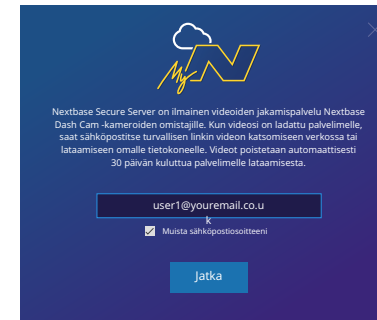 My N
Nextbase Secure Server on ilmainen videoiden jakamispalvelu Nextbase
Dash Cam -kameroiden omistajille. Kun videosi on ladattu palvelimelle,
saat sähköpostitse turvallisen linkin videon katsomiseen verkossa tai
lataamiseen omalle tietokoneelle. Videot poistetaan automaattisesti
30 päivän kuluttua palvelimelle lataamisesta.
user1@youremail.co.u
k
Muista sähköpostiosoitteeni
Jatka